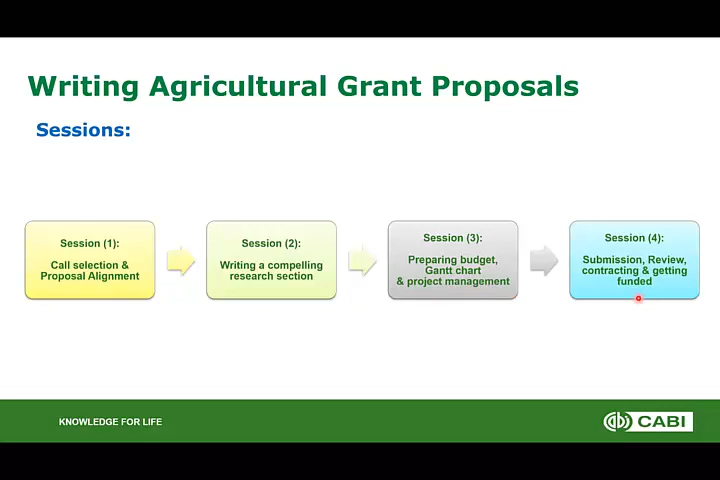 Writing Agricultural Grant Proposals
Sessions:
Session (1):
Call selection &
Proposal Alignment
Session (2):
Writing a compelling
research section
Session (3):
Preparing budget,
Gantt chart
& project management
Session (4):
Submission, Review,
contracting & getting
funded
KNOWLEDGE FOR LIFE
CABI